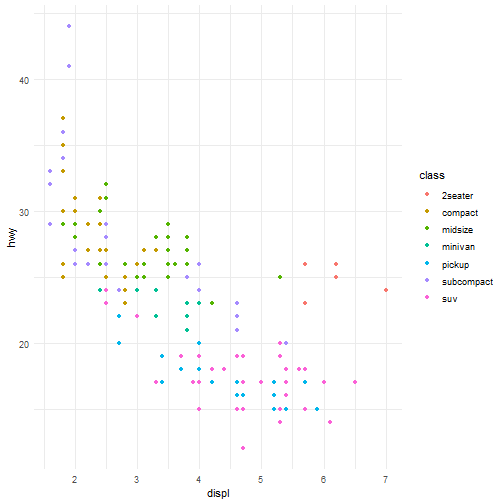 hwy
40
30
20
2
3
4
5
6
7
displ
class
2seater
compact
midsize
minivan
pickup
subcompact
suv